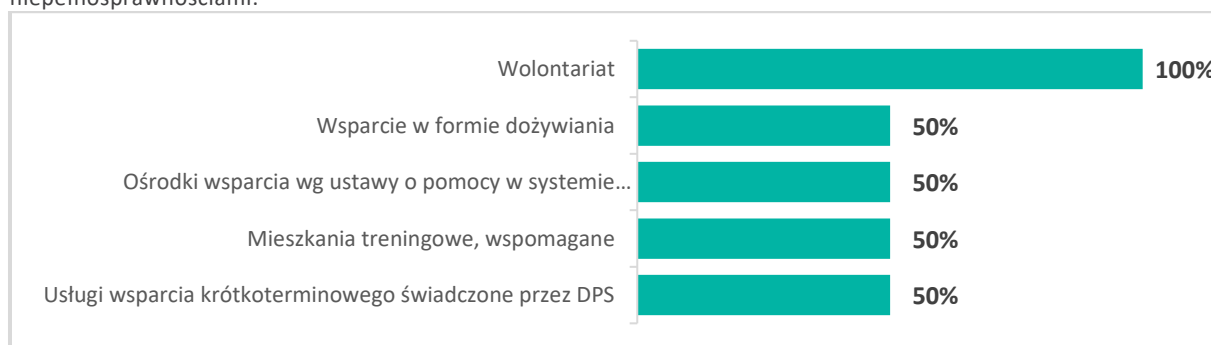 niepełnosprawnościami.
Wolontariat 100%
Wsparcie w formie dożywiania 50%
Ośrodki wsparcia wg ustawy o pomocy w systemie... 50%
Mieszkania treningowe, wspomagane 50%
Usługi wsparcia krótkoterminowego świadczone przez DPS 50%